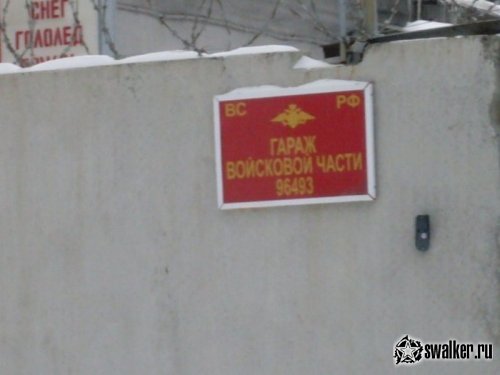 СНЕГ
ГОЛОЛЕД
ВС РФ
ГАРАЖ
ВОЙСКОВОЙ ЧАСТИ
96493
swalker.ru